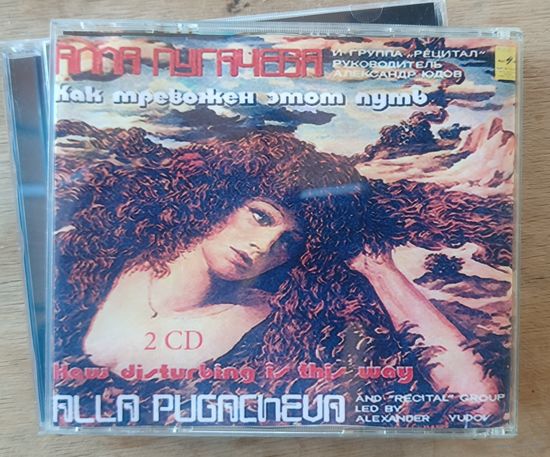 АЛЛА ПУГАЧЕВА
И ГРУППА „РЕЦИТАЛ"
РУКОВОДИТЕЛЬ
АЛЕКСАНДР ЮДОВ
Как тревожен этот путь
2 CD
How disturbing is this way
ALLA PUGACHEVA
AND "RECITAL" GROUP
LED BY
ALEXANDER YUDOV